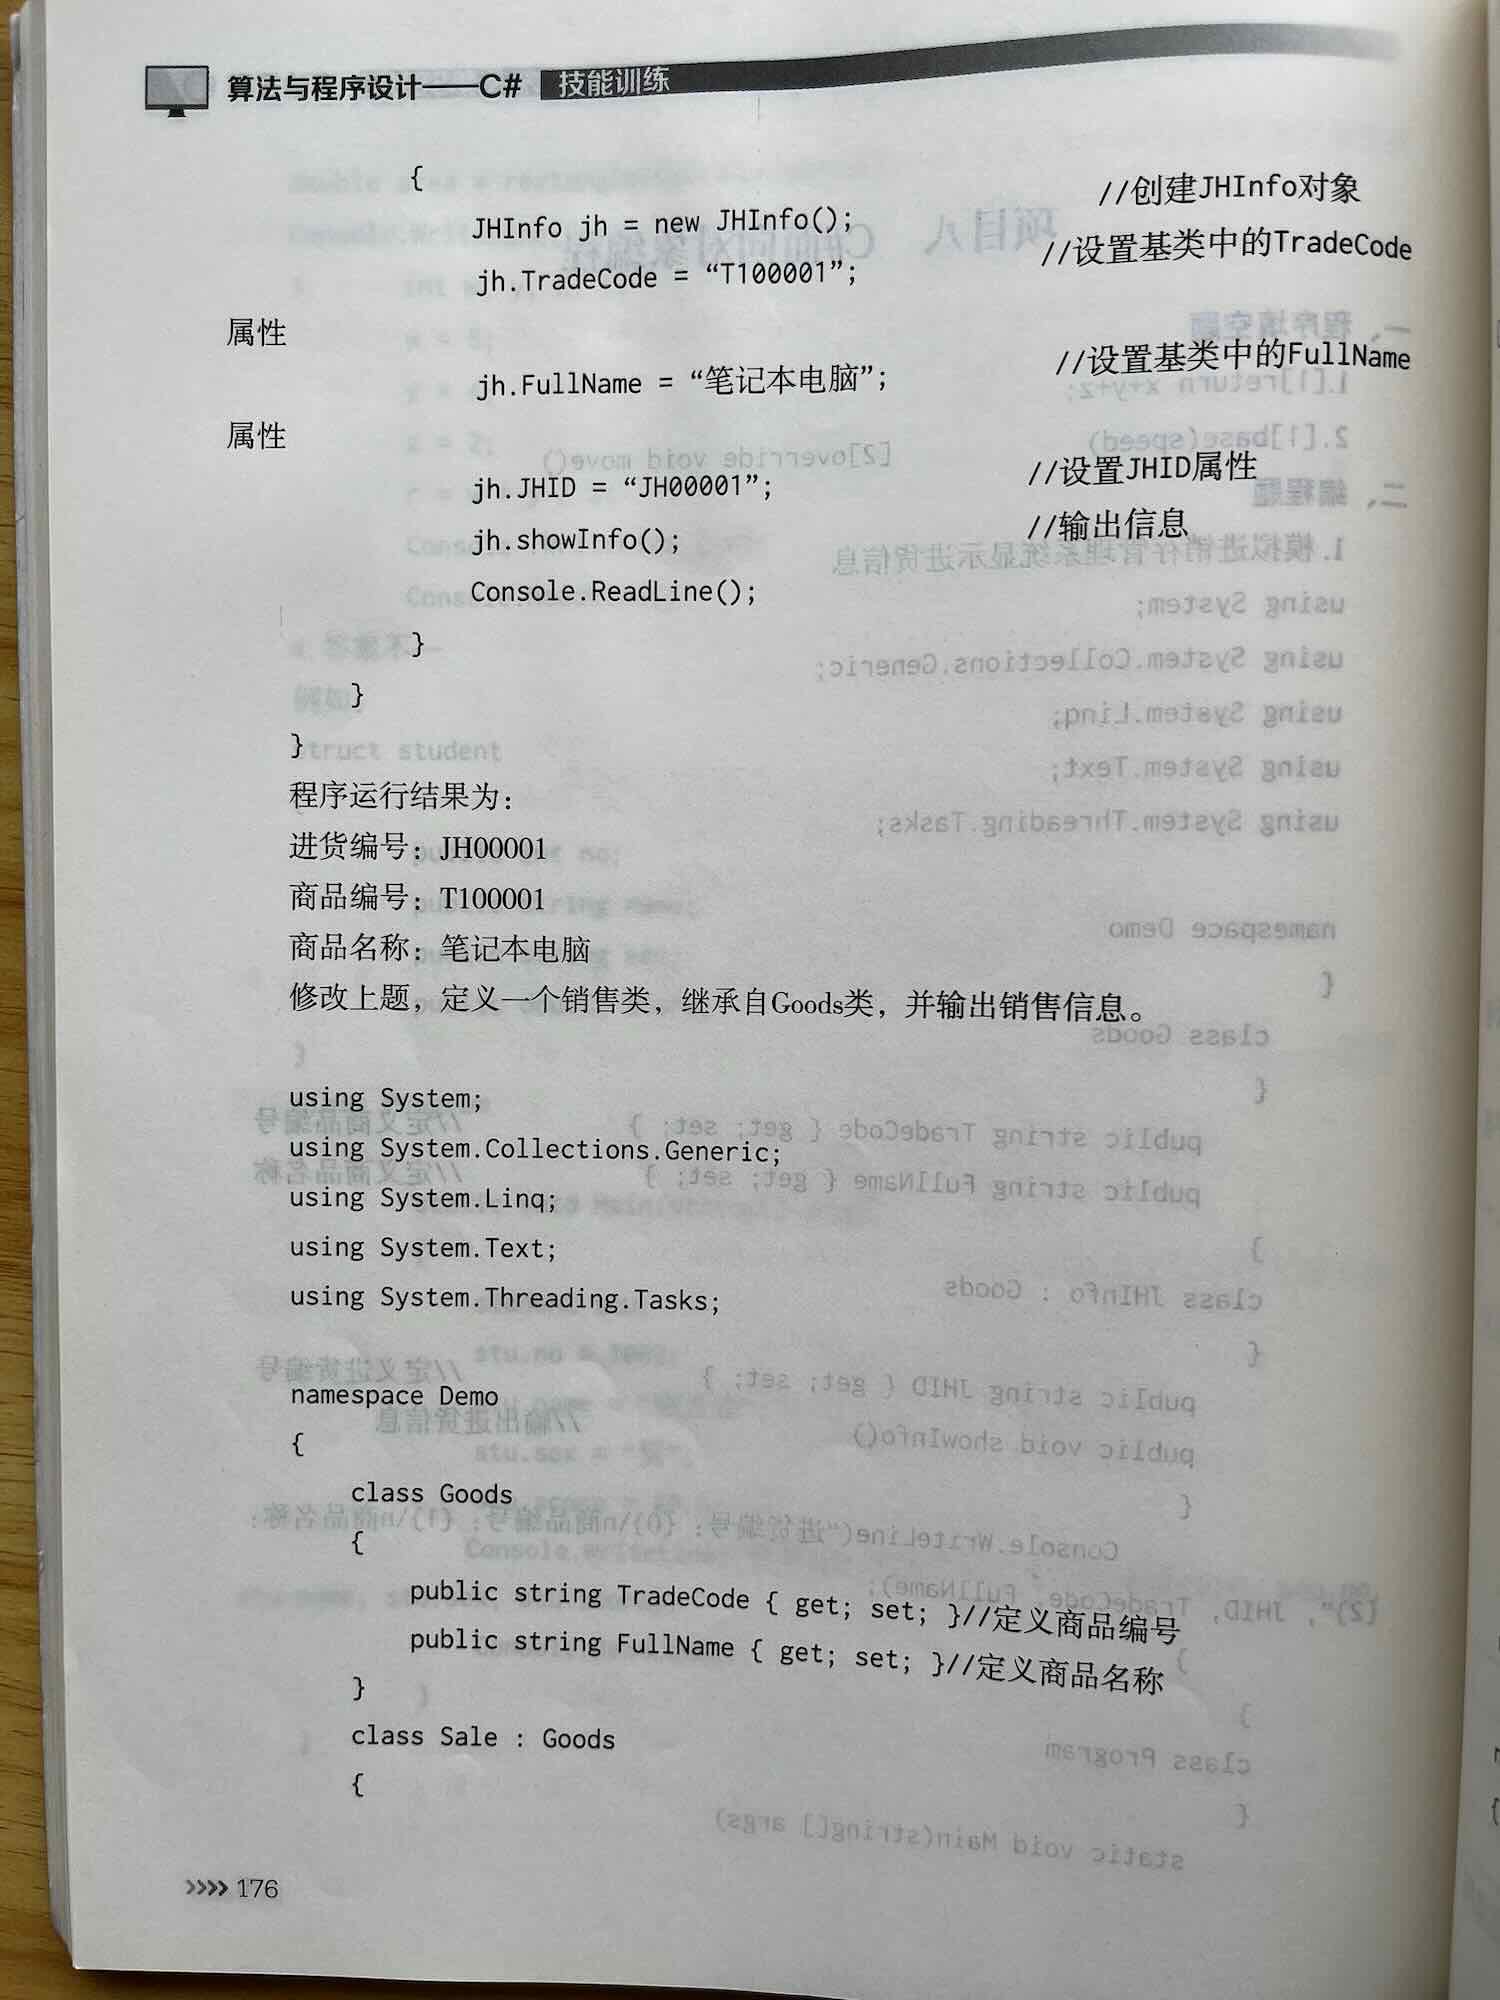 算法与程序设计——C# 技能训练
{
JHInfo jh = new JHInfo(); //创建JHInfo对象
jh.TradeCode = “T100001”; //设置基类中的TradeCode
属性
jh.FullName = “笔记本电脑”; //设置基类中的FullName
属性
jh.JHID = “JH00001”; //设置JHID属性
jh.showInfo(); //输出信息
Console.ReadLine();
}
}
}
程序运行结果为：
进货编号：JH00001
商品编号：T100001
商品名称：笔记本电脑
修改上题，定义一个销售类，继承自Goods类，并输出销售信息。
using System;
using System.Collections.Generic;
using System.Linq;
using System.Text;
using System.Threading.Tasks;
namespace Demo
{
class Goods
{
public string TradeCode { get; set; }//定义商品编号
public string FullName { get; set; }//定义商品名称
}
class Sale : Goods
{
>>>> 176